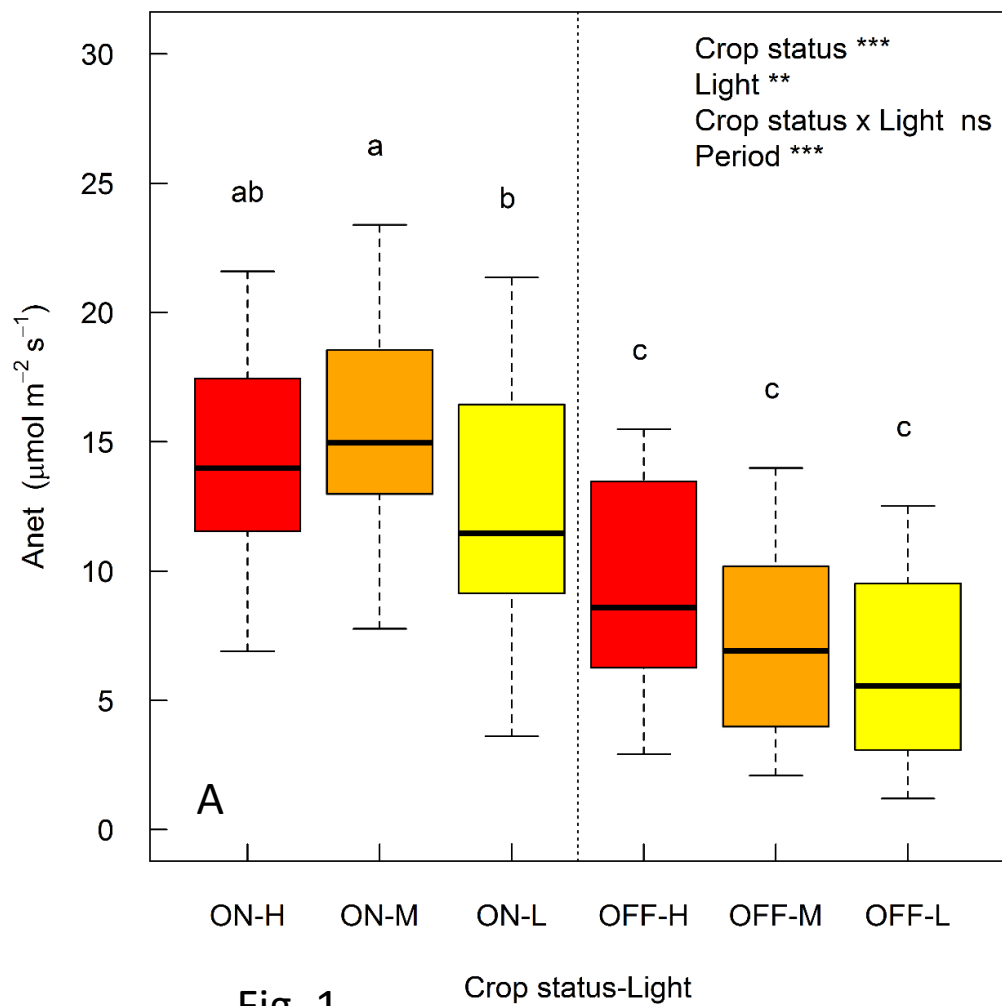 Crop status ***
Light **
Crop status x Light ns
Period ***
30
25
20
15
10
5
0
Anet (μmol m⁻² s⁻¹)
ab
a
b
c
c
c
A
ON-H ON-M ON-L OFF-H OFF-M OFF-L
Crop status-Light
Fig. 1